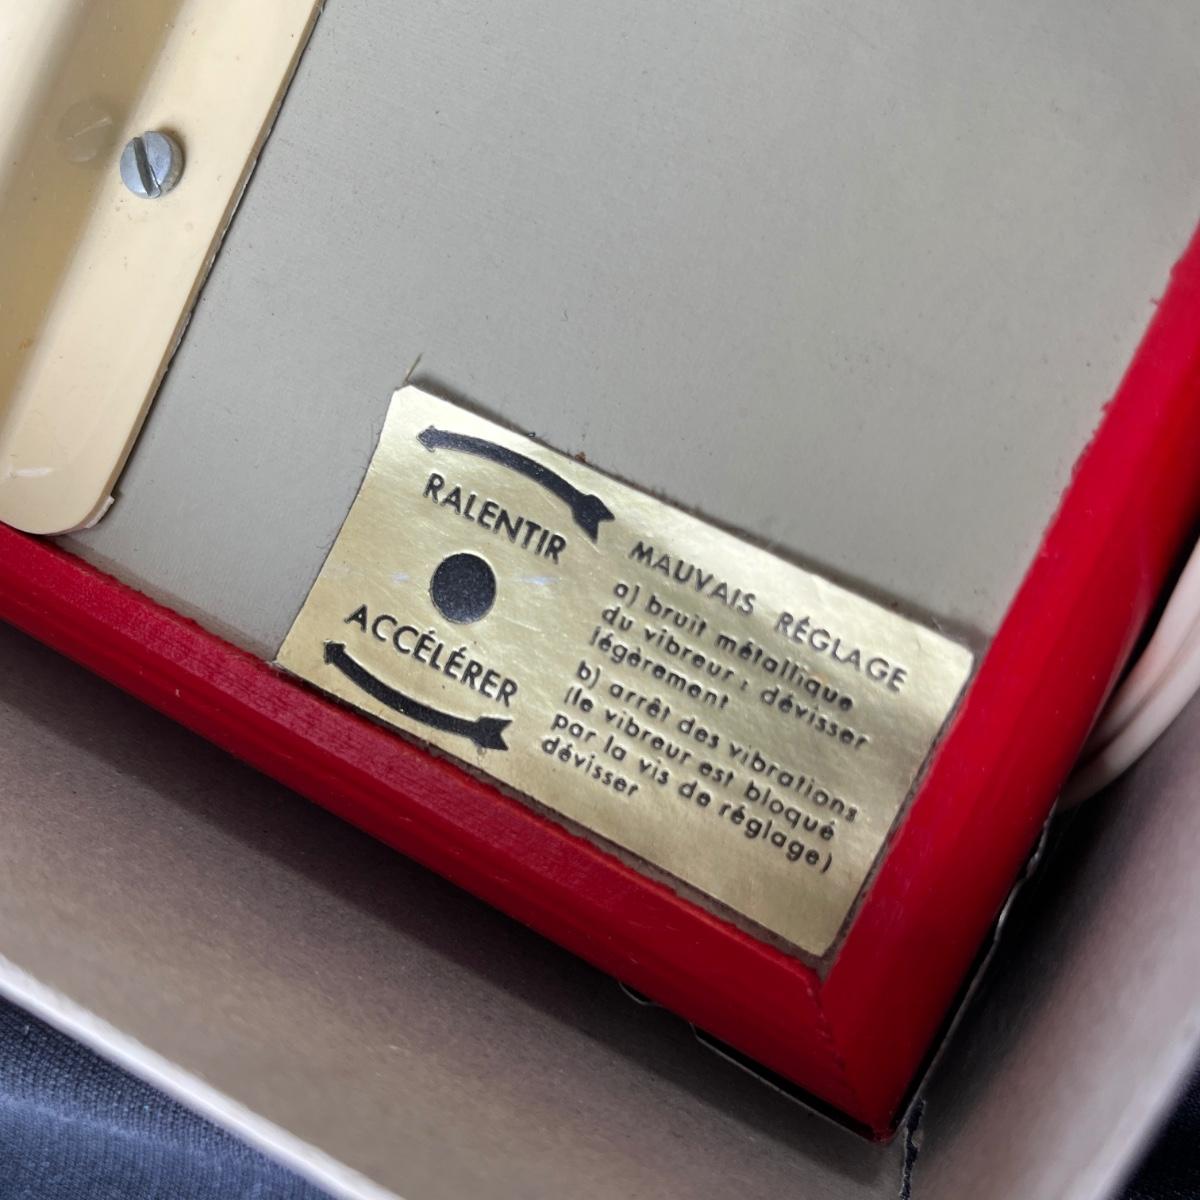 RALENTIR
ACCÉLÉRER
MAUVAIS RÉGLAGE
a) bruit métallique
du vibreur : dévisser
légèrement
b) arrêt des vibrations
(le vibreur est bloqué
par la vis de réglage)
dévisser